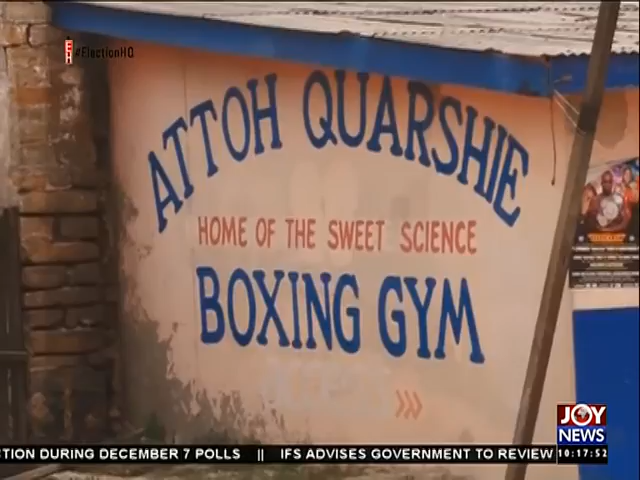 #ElectionHQ
ATTOH QUARSHIE
HOME OF THE SWEET SCIENCE
BOXING GYM
JOY
NEWS
10:17:52
TION DURING DECEMBER 7 POLLS || IFS ADVISES GOVERNMENT TO REVIEW